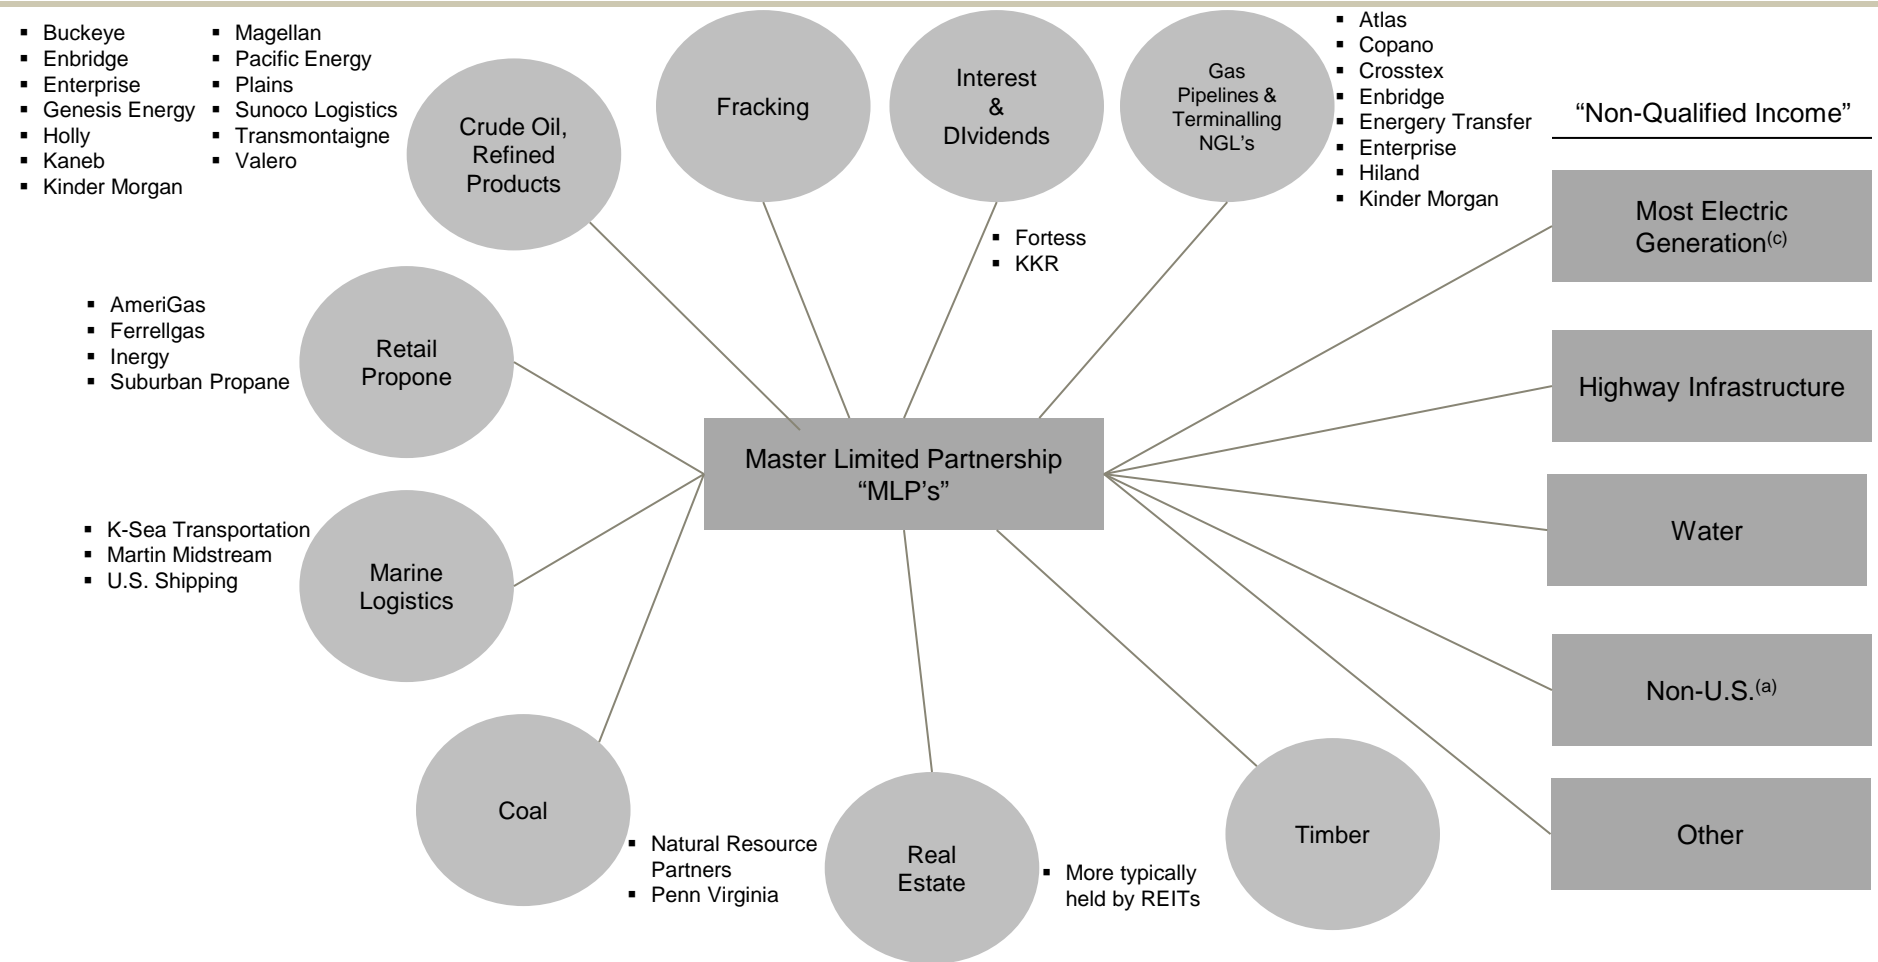 ▪ Buckeye
▪ Enbridge
▪ Enterprise
▪ Genesis Energy
▪ Holly
▪ Kaneb
▪ Kinder Morgan
▪ Magellan
▪ Pacific Energy
▪ Plains
▪ Sunoco Logistics
▪ Transmontaigne
▪ Valero
Crude Oil,
Refined
Products
Fracking
Interest
&
DIvidends
▪ Fortess
▪ KKR
Gas
Pipelines &
Terminalling
NGL's
▪ Atlas
▪ Copano
▪ Crosstex
▪ Enbridge
▪ Energery Transfer
▪ Enterprise
▪ Hiland
▪ Kinder Morgan
“Non-Qualified Income”
Most Electric
Generation(c)
Highway Infrastructure
Water
Non-U.S.(a)
Other
▪ AmeriGas
▪ Ferrellgas
▪ Inergy
▪ Suburban Propane
Retail
Propone
Master Limited Partnership
“MLP’s”
▪ K-Sea Transportation
▪ Martin Midstream
▪ U.S. Shipping
Marine
Logistics
Coal
▪ Natural Resource
Partners
▪ Penn Virginia
Real
Estate
▪ More typically
held by REITs
Timber